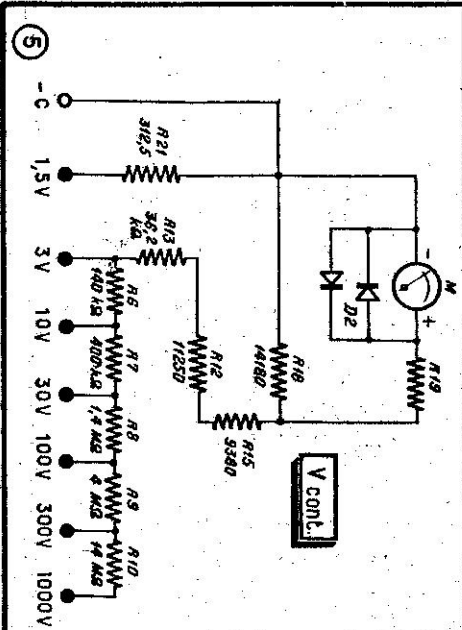 5
M
- +
D2
R19
R21
312,5
R18
14180
V cont.
R13
36,2
kΩ
R12
11250
R15
9380
R6
140 kΩ
R7
400 kΩ
R8
1,4 MΩ
R9
4 MΩ
R10
14 MΩ
-C
1,5V
3V
10V
30V
100V
300V
1000V